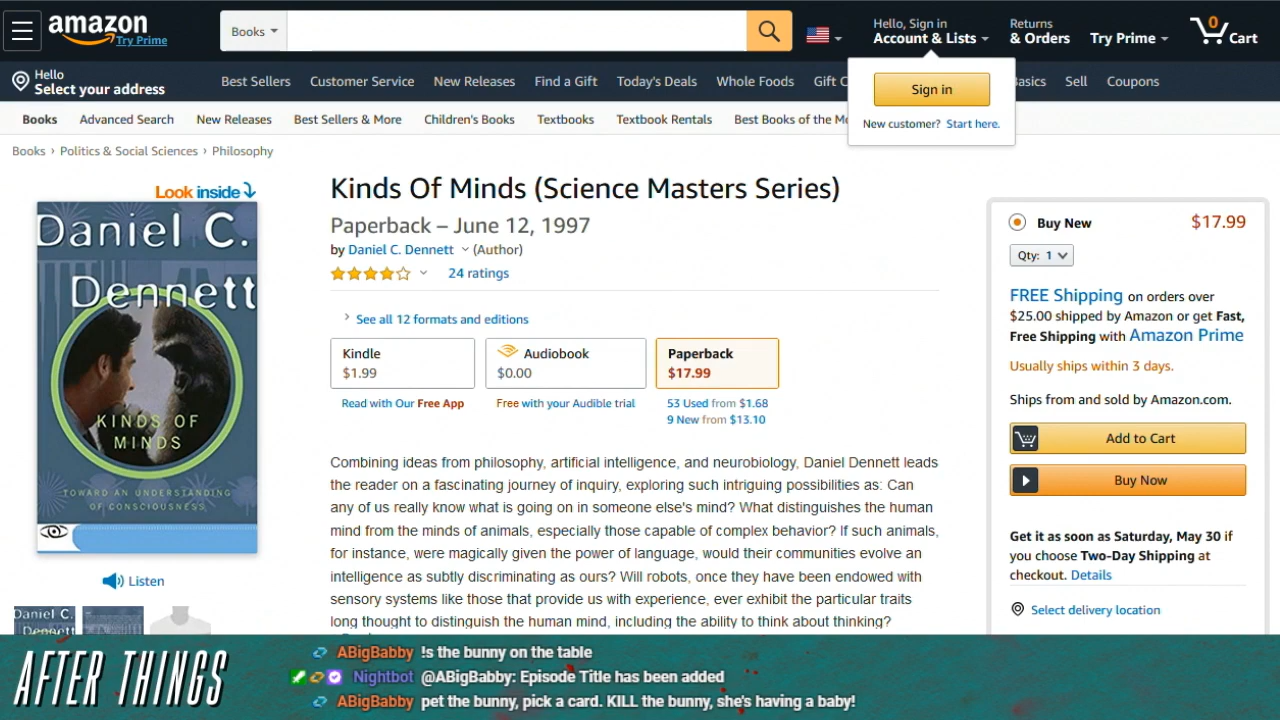 amazon
Try Prime
Books
Hello, Sign in
Account & Lists
Returns
& Orders
Try Prime
0
Cart
Hello
Select your address
Best Sellers
Customer Service
New Releases
Find a Gift
Today's Deals
Whole Foods
Gift C
asics
Sell
Coupons
Sign in
New customer? Start here.
Books
Advanced Search
New Releases
Best Sellers & More
Children's Books
Textbooks
Textbook Rentals
Best Books of the Mo
Books › Politics & Social Sciences › Philosophy
Look inside
Daniel C.
Dennett
KINDS OF
MINDS
TOWARD AN UNDERSTANDING
OF CONSCIOUSNESS
Listen
Daniel C.
Dennett
Kinds Of Minds (Science Masters Series)
Paperback – June 12, 1997
by Daniel C. Dennett (Author)
24 ratings
See all 12 formats and editions
Kindle
$1.99
Read with Our Free App
Audiobook
$0.00
Free with your Audible trial
Paperback
$17.99
53 Used from $1.68
9 New from $13.10
Combining ideas from philosophy, artificial intelligence, and neurobiology, Daniel Dennett leads
the reader on a fascinating journey of inquiry, exploring such intriguing possibilities as: Can
any of us really know what is going on in someone else's mind? What distinguishes the human
mind from the minds of animals, especially those capable of complex behavior? If such animals,
for instance, were magically given the power of language, would their communities evolve an
intelligence as subtly discriminating as ours? Will robots, once they have been endowed with
sensory systems like those that provide us with experience, ever exhibit the particular traits
long thought to distinguish the human mind, including the ability to think about thinking?
Buy New
$17.99
Qty: 1
FREE Shipping on orders over
$25.00 shipped by Amazon or get Fast,
Free Shipping with Amazon Prime
Usually ships within 3 days.
Ships from and sold by Amazon.com.
Add to Cart
Buy Now
Get it as soon as Saturday, May 30 if
you choose Two-Day Shipping at
checkout. Details
Select delivery location
AFTER THINGS
ABigBabby !s the bunny on the table
Nightbot @ABigBabby: Episode Title has been added
ABigBabby pet the bunny, pick a card. KILL the bunny, she's having a baby!